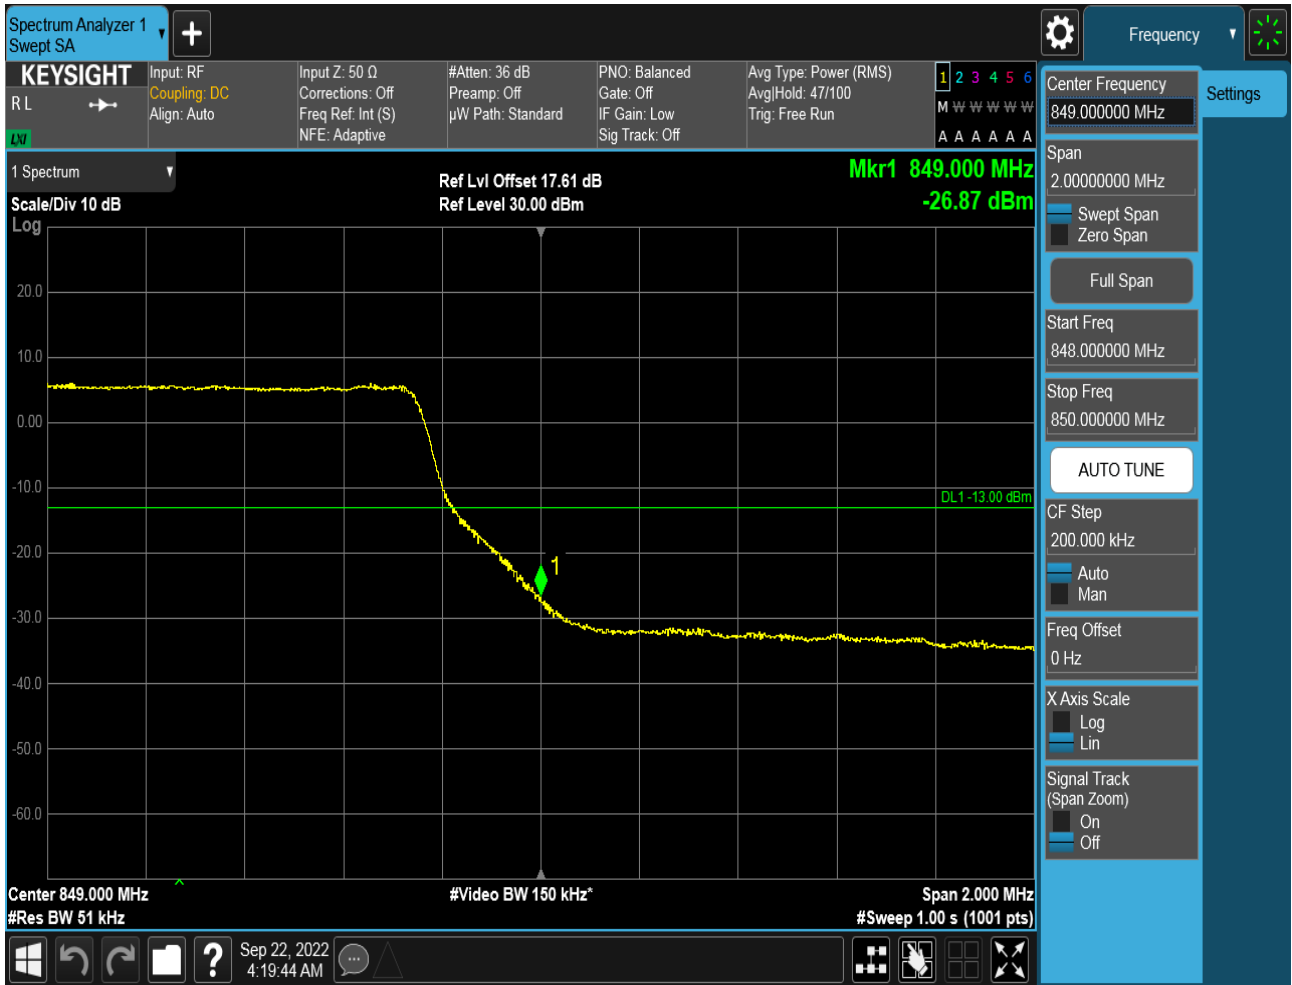 Spectrum Analyzer 1
Swept SA
Frequency
KEYSIGHT
R L
LXI
Input: RF
Coupling: DC
Align: Auto
Input Z: 50 Ω
Corrections: Off
Freq Ref: Int (S)
NFE: Adaptive
#Atten: 36 dB
Preamp: Off
µW Path: Standard
PNO: Balanced
Gate: Off
IF Gain: Low
Sig Track: Off
Avg Type: Power (RMS)
Avg|Hold: 47/100
Trig: Free Run
1 2 3 4 5 6
M W W W W W
A A A A A A
1 Spectrum
Scale/Div 10 dB
Log
Ref Lvl Offset 17.61 dB
Ref Level 30.00 dBm
Mkr1 849.000 MHz
-26.87 dBm
20.0
10.0
0.00
-10.0
-20.0
-30.0
-40.0
-50.0
-60.0
DL1 -13.00 dBm
1
Center 849.000 MHz
#Res BW 51 kHz
#Video BW 150 kHz*
Span 2.000 MHz
#Sweep 1.00 s (1001 pts)
Sep 22, 2022
4:19:44 AM
Center Frequency
849.000000 MHz
Settings
Span
2.00000000 MHz
Swept Span
Zero Span
Full Span
Start Freq
848.000000 MHz
Stop Freq
850.000000 MHz
AUTO TUNE
CF Step
200.000 kHz
Auto
Man
Freq Offset
0 Hz
X Axis Scale
Log
Lin
Signal Track
(Span Zoom)
On
Off